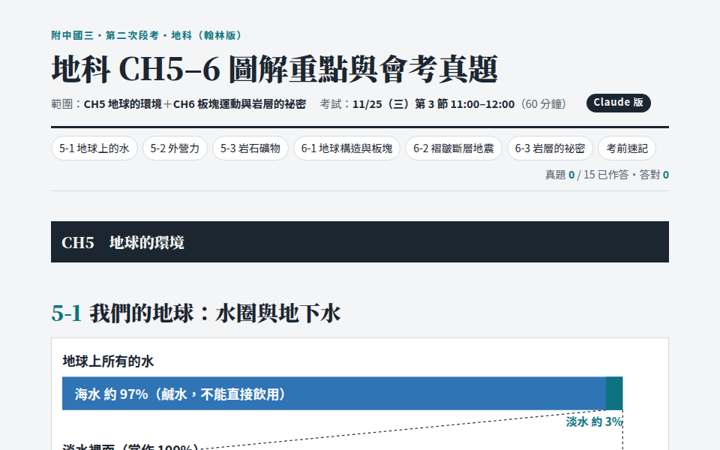 附中國三・第二次段考・地科（翰林版）
地科 CH5–6 圖解重點與會考真題
範圍：CH5 地球的環境＋CH6 板塊運動與岩層的祕密 考試：11/25（三）第 3 節 11:00–12:00（60 分鐘） Claude 版
5-1 地球上的水 5-2 外營力 5-3 岩石礦物 6-1 地球構造與板塊 6-2 褶皺斷層地震 6-3 岩層的祕密 考前速記
真題 0 / 15 已作答・答對 0
CH5 地球的環境
5-1 我們的地球：水圈與地下水
地球上所有的水
海水 約 97%（鹹水，不能直接飲用）
淡水 約 3%
淡水裡面（當作 100%）